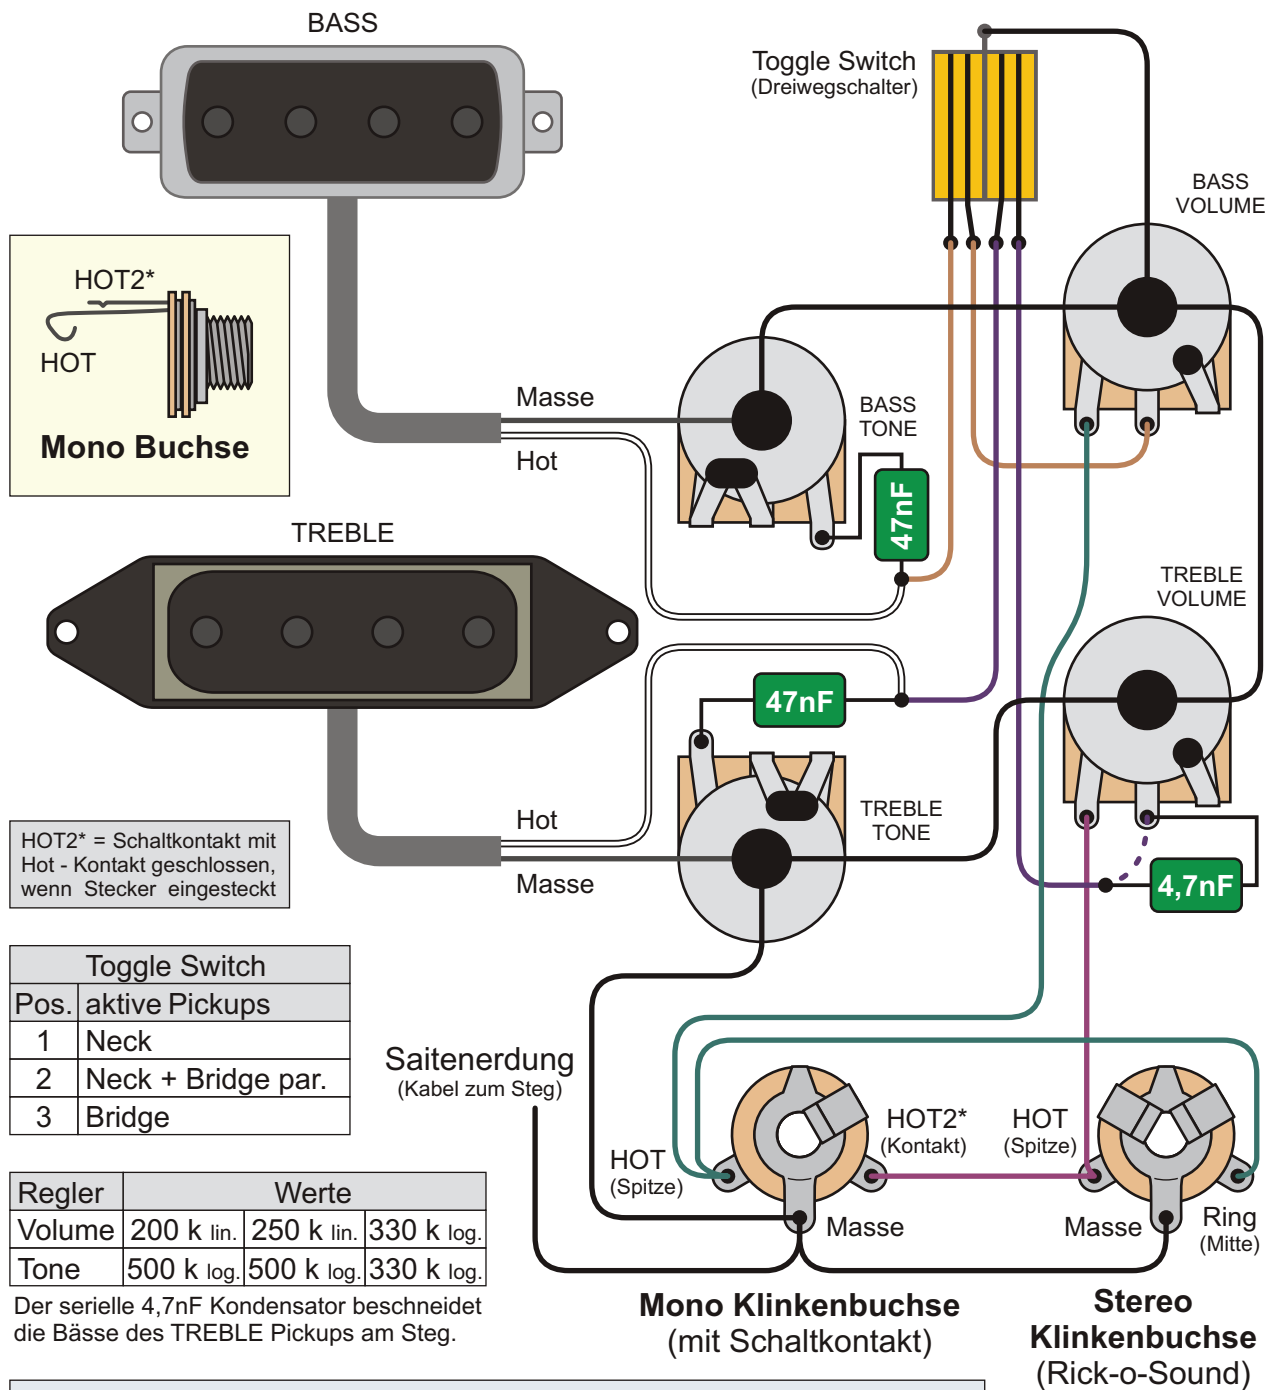 BASS
Toggle Switch
(Dreiwegschalter)
BASS
VOLUME
HOT2*
HOT
Mono Buchse
Masse
Hot
BASS
TONE
47nF
TREBLE
TREBLE
VOLUME
47nF
Hot
Masse
TREBLE
TONE
4,7nF
HOT2* = Schaltkontakt mit
Hot - Kontakt geschlossen,
wenn Stecker eingesteckt
Toggle Switch
Pos. aktive Pickups
1 Neck
2 Neck + Bridge par.
3 Bridge
Saitenerdung
(Kabel zum Steg)
HOT
(Spitze)
HOT2*
(Kontakt)
HOT
(Spitze)
Masse
Masse
Ring
(Mitte)
Regler Werte
Volume 200 k lin. 250 k lin. 330 k log.
Tone 500 k log. 500 k log. 330 k log.
Der serielle 4,7nF Kondensator beschneidet
die Bässe des TREBLE Pickups am Steg.
Mono Klinkenbuchse
(mit Schaltkontakt)
Stereo
Klinkenbuchse
(Rick-o-Sound)